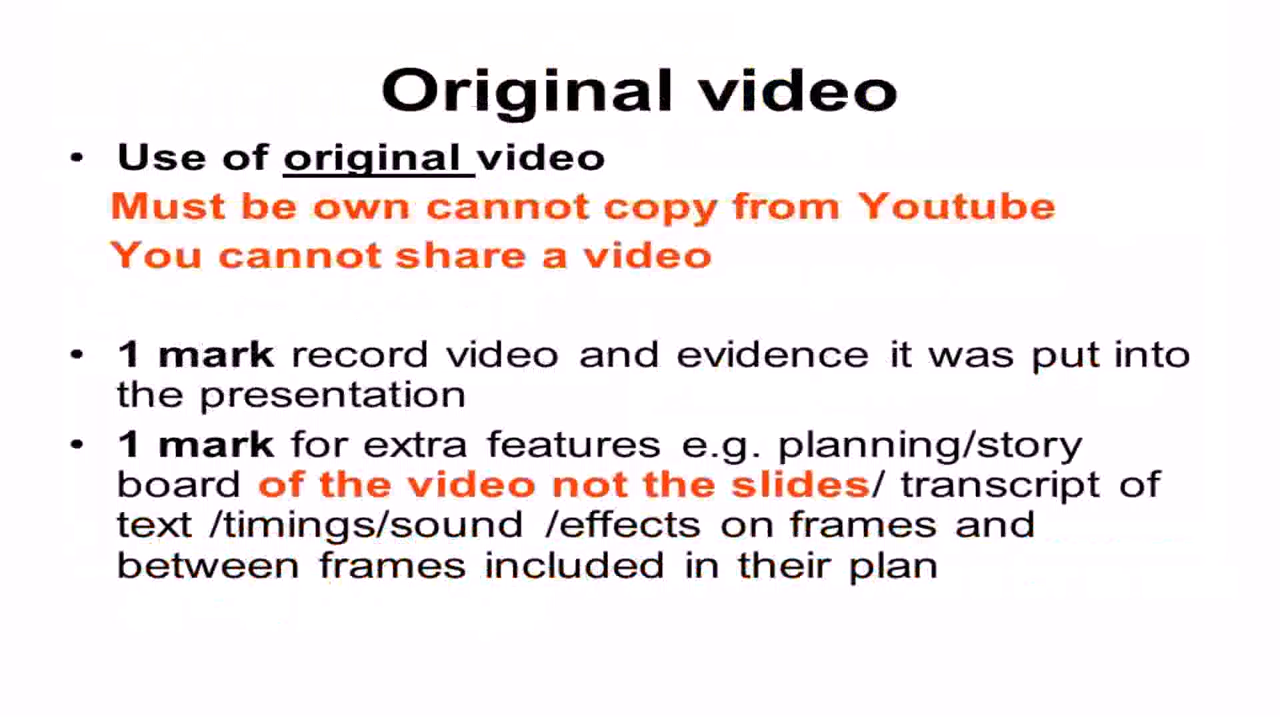 Original video
• Use of original video
Must be own cannot copy from Youtube
You cannot share a video
• 1 mark record video and evidence it was put into
the presentation
• 1 mark for extra features e.g. planning/story
board of the video not the slides/ transcript of
text /timings/sound /effects on frames and
between frames included in their plan